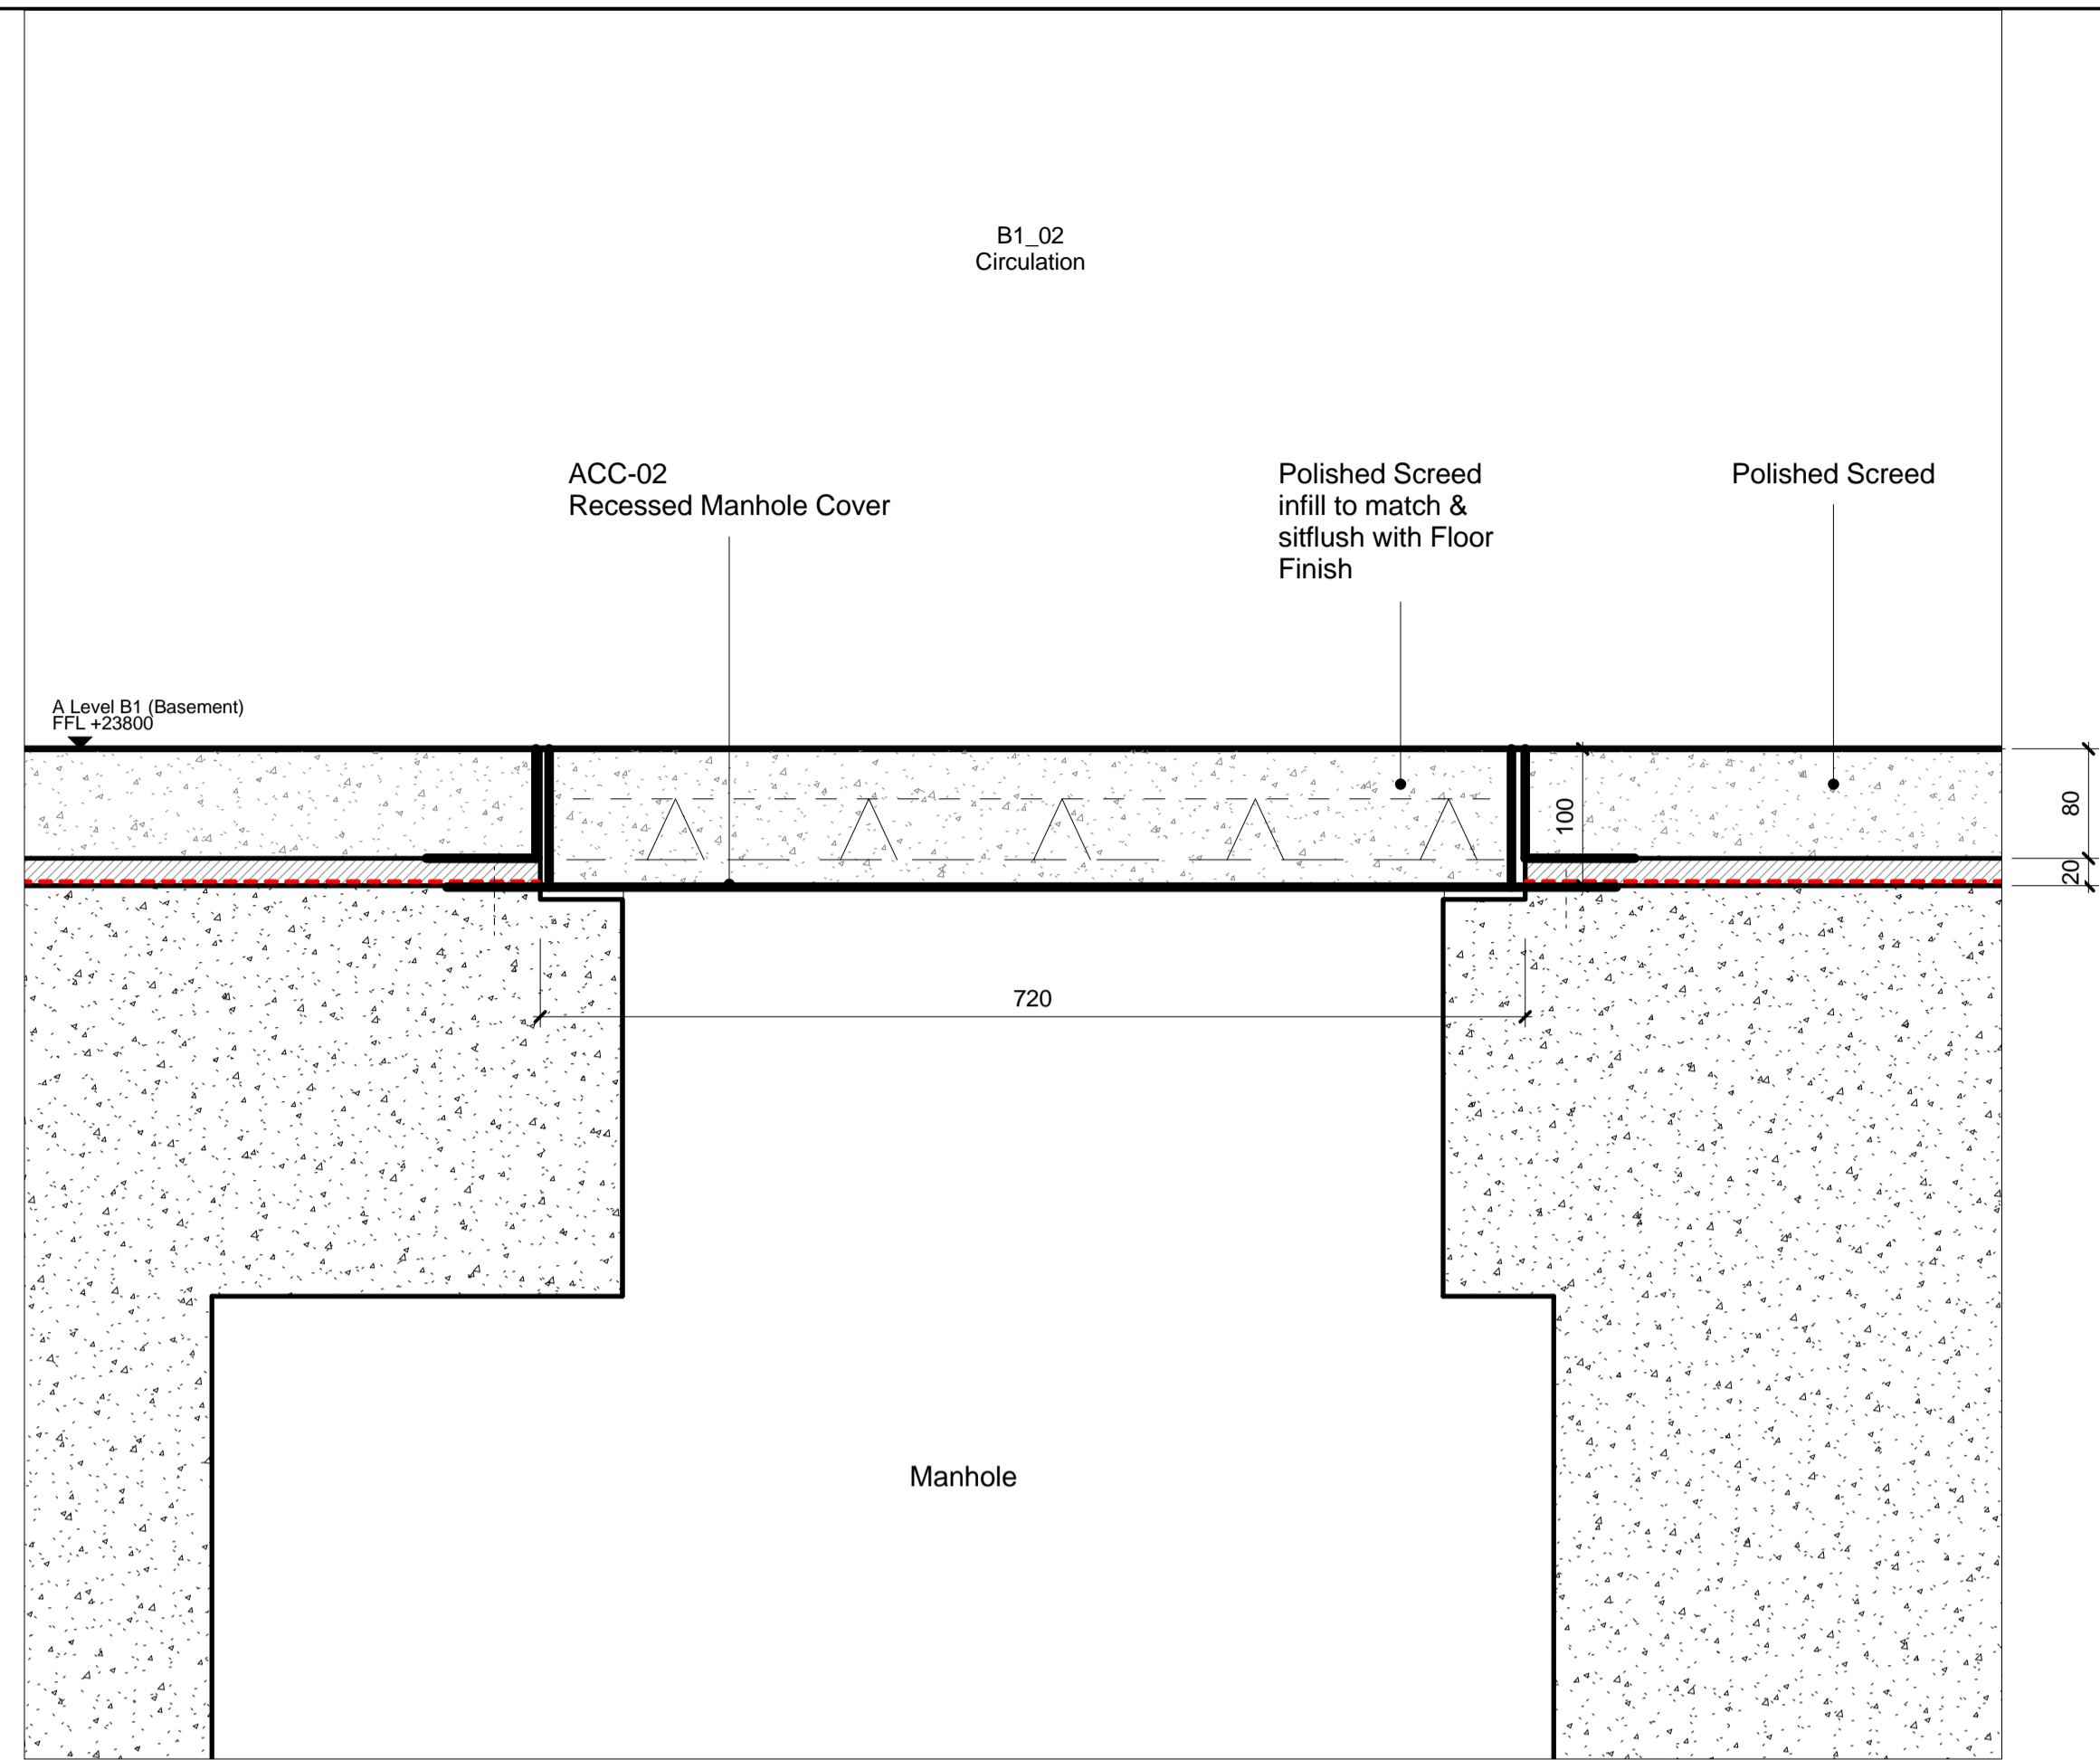 B1_02
Circulation
ACC-02
Recessed Manhole Cover
Polished Screed
infill to match &
sitflush with Floor
Finish
Polished Screed
A Level B1 (Basement)
FFL +23800
100
80
20
720
Manhole